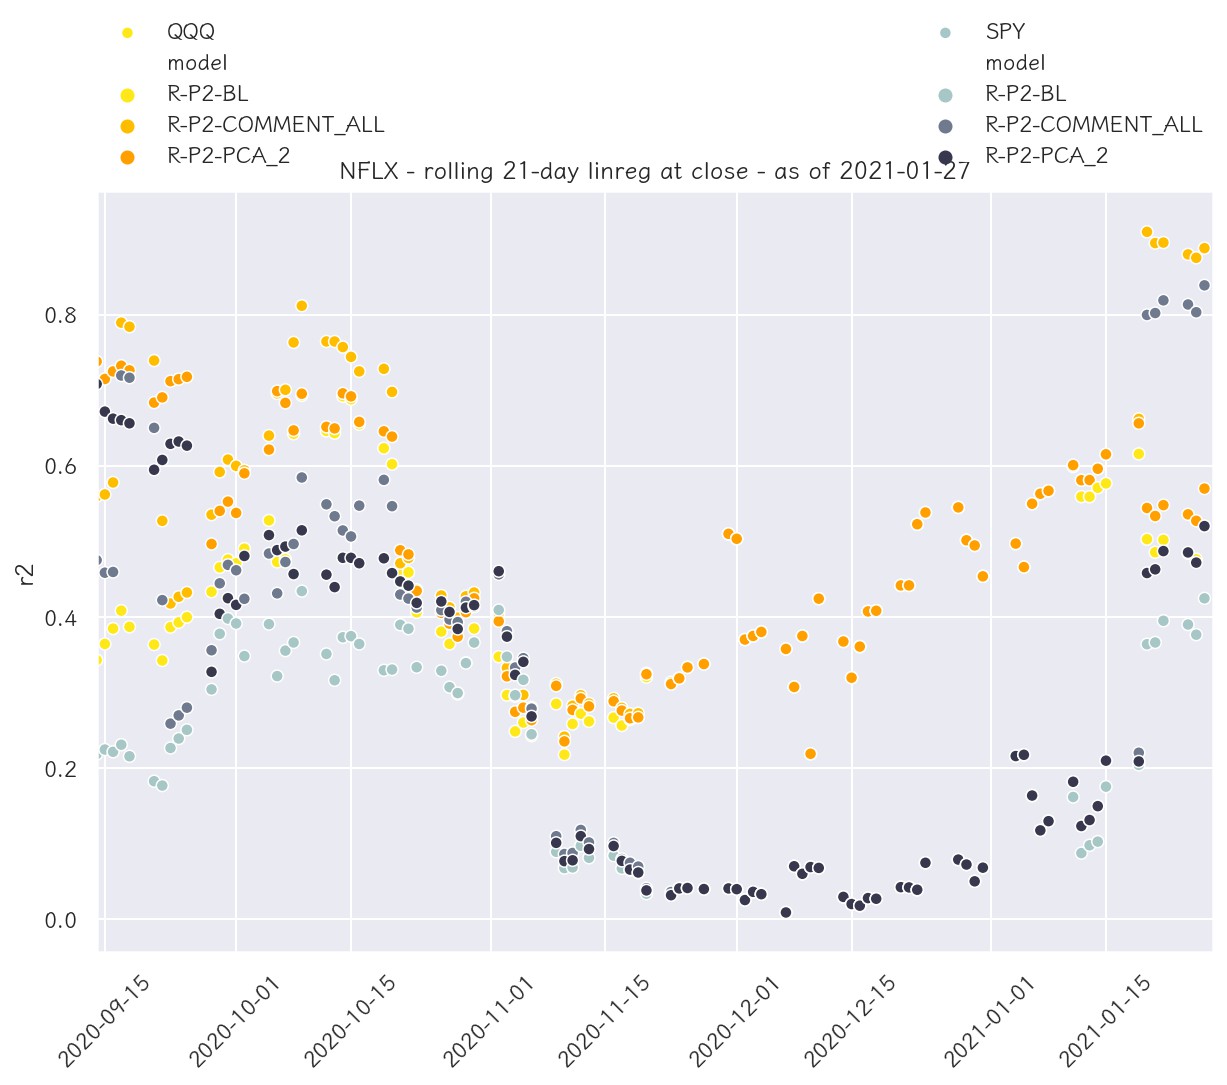 QQQ
model
R-P2-BL
R-P2-COMMENT_ALL
R-P2-PCA_2
SPY
model
R-P2-BL
R-P2-COMMENT_ALL
R-P2-PCA_2
NFLX - rolling 21-day linreg at close - as of 2021-01-27
r2
0.8
0.6
0.4
0.2
0.0
2020-09-15
2020-10-01
2020-10-15
2020-11-01
2020-11-15
2020-12-01
2020-12-15
2021-01-01
2021-01-15